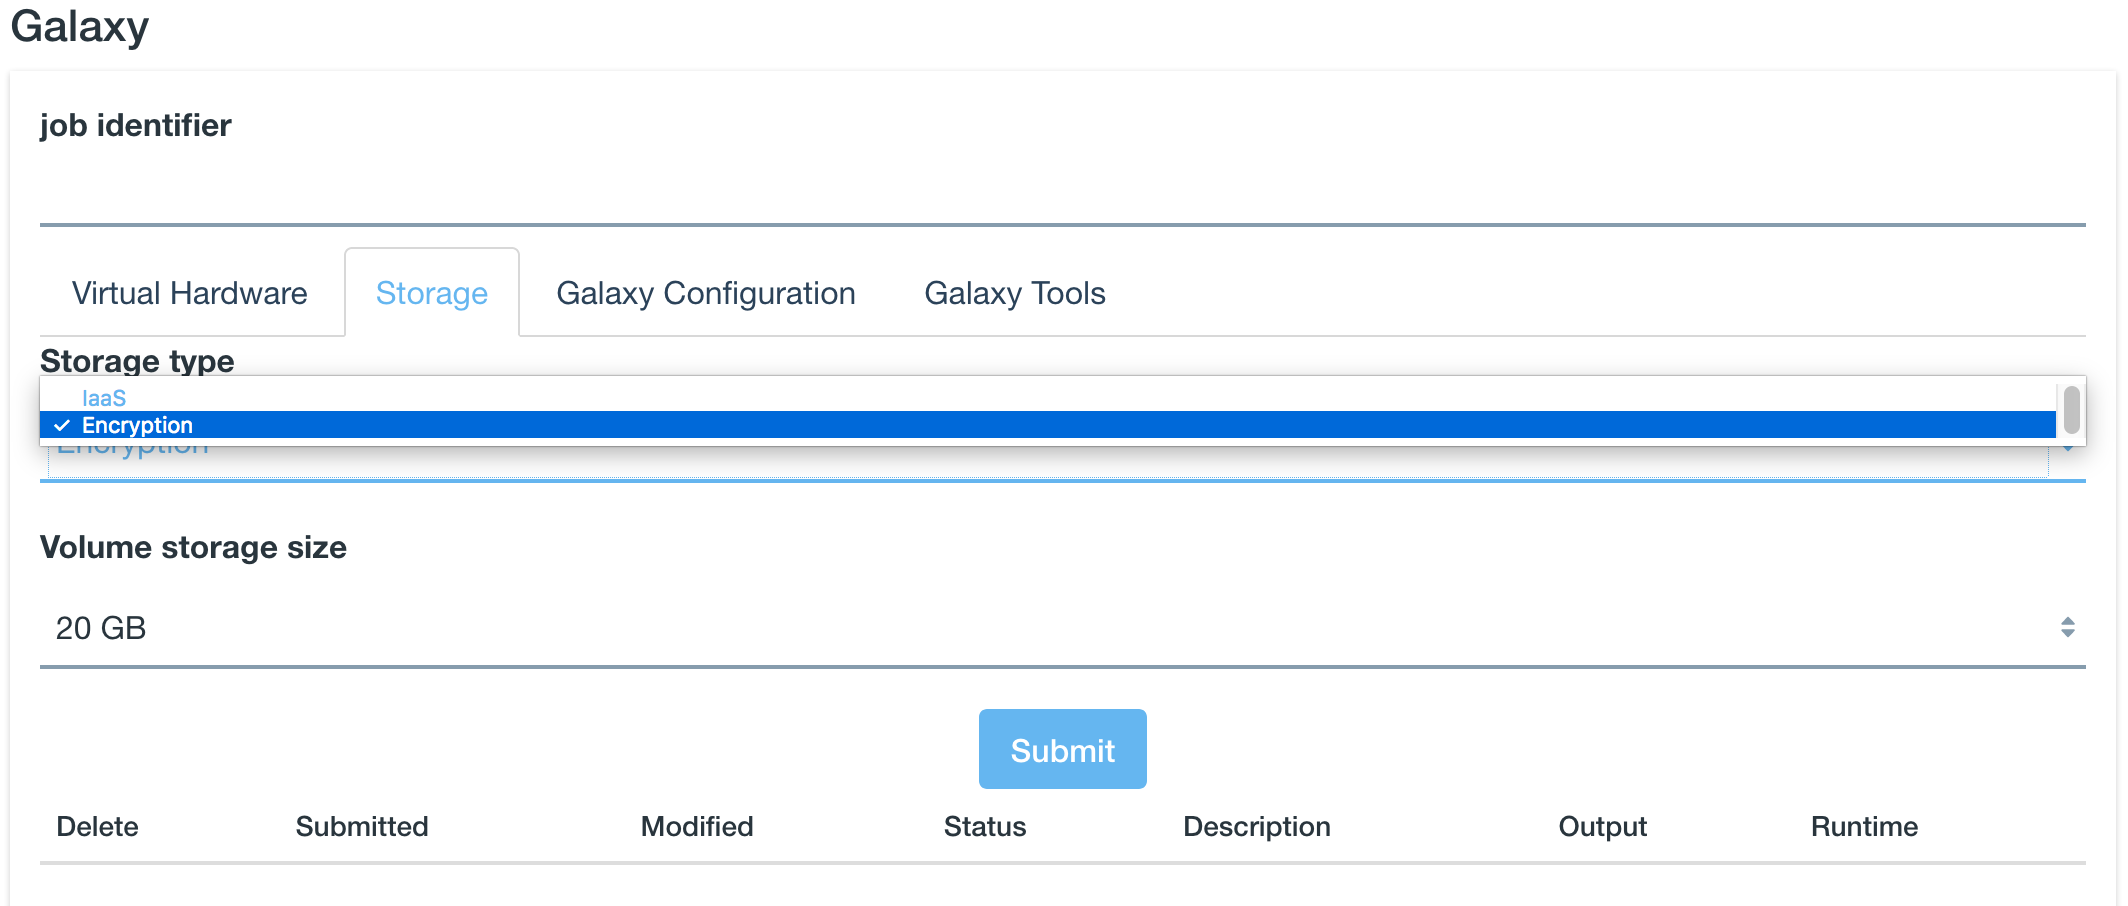 Galaxy
job identifier
Virtual Hardware Storage Galaxy Configuration Galaxy Tools
Storage type
IaaS
Encryption
Encryption
Volume storage size
20 GB
Submit
Delete Submitted Modified Status Description Output Runtime